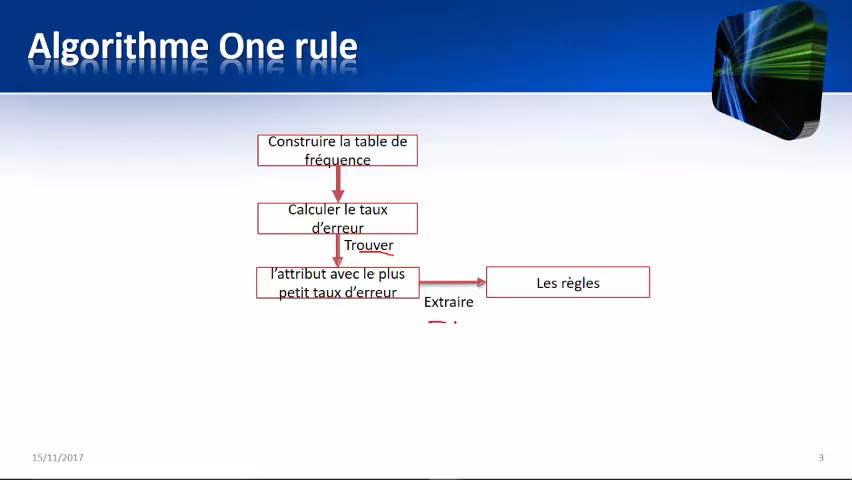 Algorithme One rule
Construire la table de
fréquence
Calculer le taux
d'erreur
Trouver
l'attribut avec le plus
petit taux d'erreur
Les règles
Extraire
15/11/2017
3